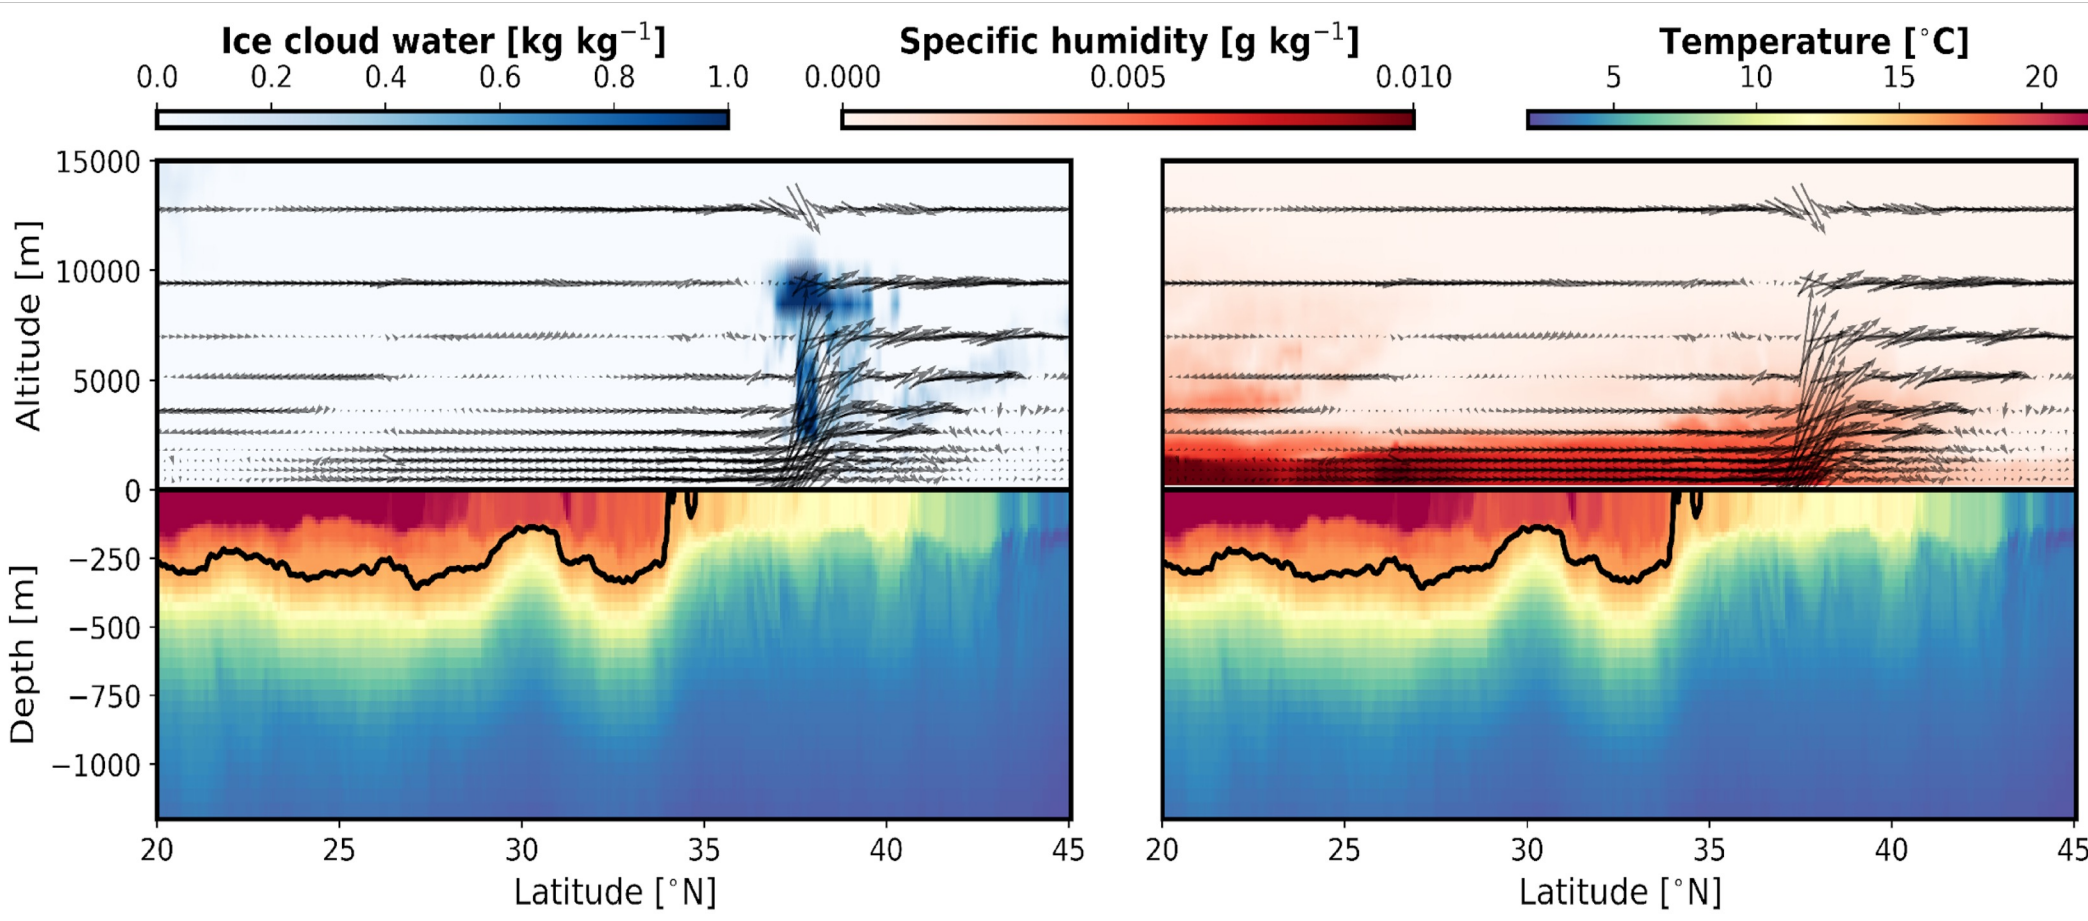 Ice cloud water [kg kg⁻¹]
0.0 0.2 0.4 0.6 0.8 1.0
Specific humidity [g kg⁻¹]
0.000 0.005 0.010
Temperature [°C]
5 10 15 20
Altitude [m]
15000
10000
5000
0
Depth [m]
−250
−500
−750
−1000
20 25 30 35 40 45
Latitude [°N]
20 25 30 35 40 45
Latitude [°N]